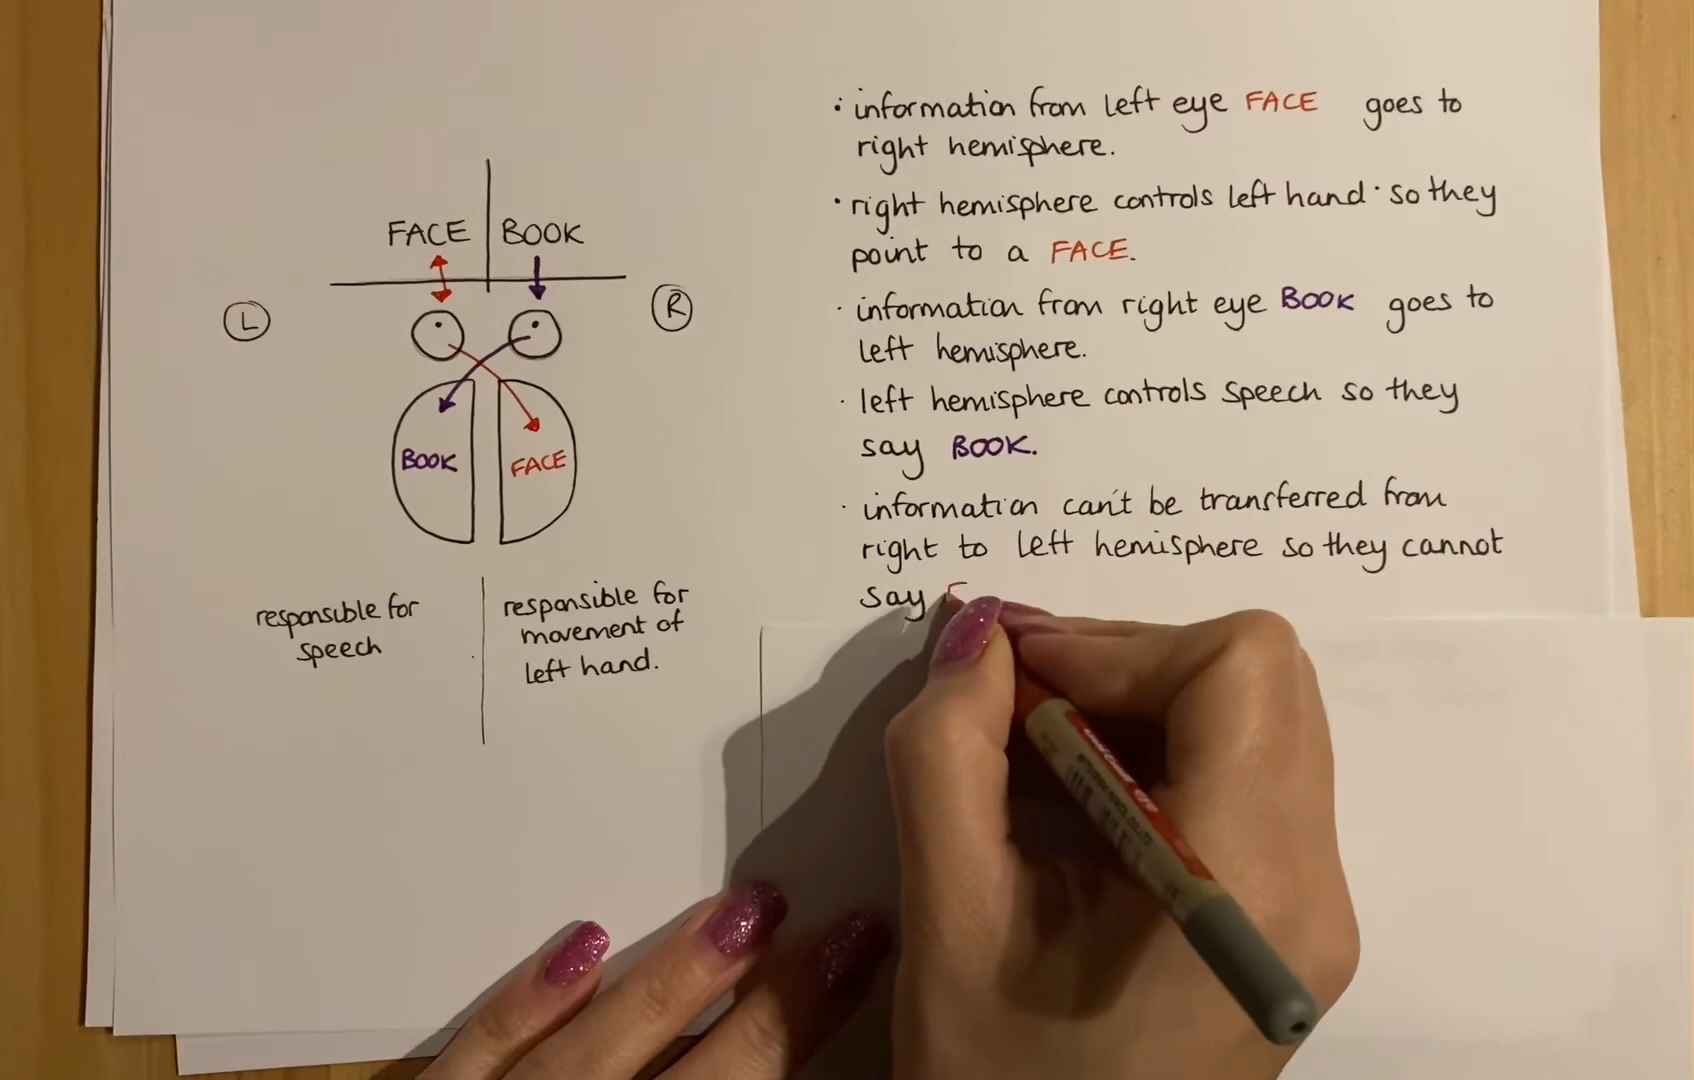 FACE BOOK
L
R
BOOK FACE
responsible for
speech
responsible for
movement of
left hand.
· information from left eye FACE goes to
right hemisphere.
· right hemisphere controls left hand · so they
point to a FACE.
· information from right eye BOOK goes to
left hemisphere.
· left hemisphere controls speech so they
say BOOK.
· information can't be transferred from
right to left hemisphere so they cannot
say F